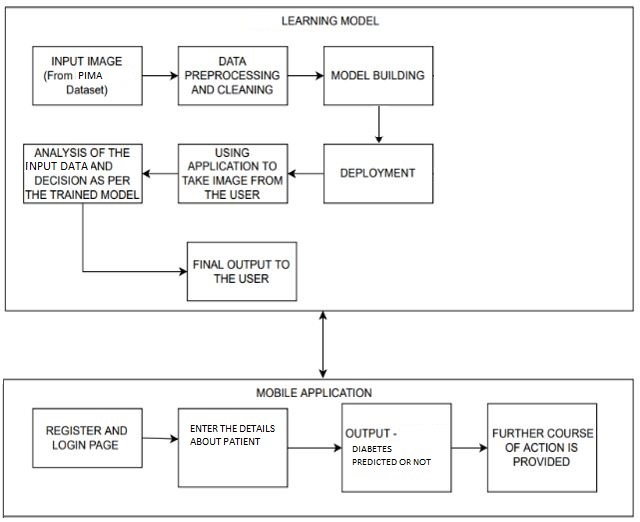 LEARNING MODEL
INPUT IMAGE
(From PIMA
Dataset)
DATA
PREPROCESSING
AND CLEANING
MODEL BUILDING
ANALYSIS OF THE
INPUT DATA AND
DECISION AS PER
THE TRAINED MODEL
USING
APPLICATION TO
TAKE IMAGE FROM
THE USER
DEPLOYMENT
FINAL OUTPUT TO
THE USER
MOBILE APPLICATION
REGISTER AND
LOGIN PAGE
ENTER THE DETAILS
ABOUT PATIENT
OUTPUT -
DIABETES
PREDICTED OR NOT
FURTHER COURSE
OF ACTION IS
PROVIDED